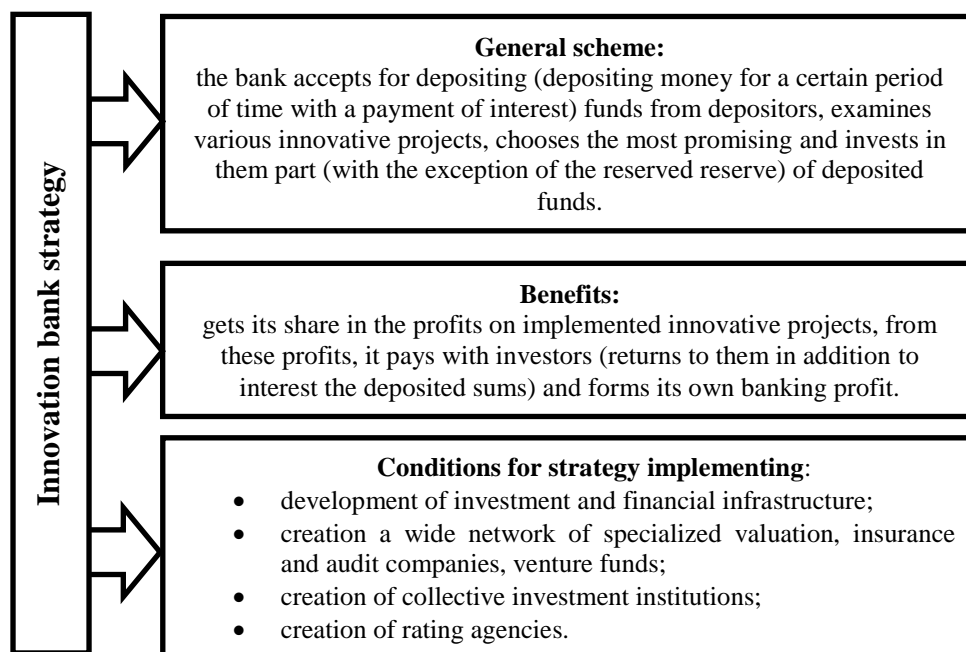 Innovation bank strategy
General scheme:
the bank accepts for depositing (depositing money for a certain period
of time with a payment of interest) funds from depositors, examines
various innovative projects, chooses the most promising and invests in
them part (with the exception of the reserved reserve) of deposited
funds.
Benefits:
gets its share in the profits on implemented innovative projects, from
these profits, it pays with investors (returns to them in addition to
interest the deposited sums) and forms its own banking profit.
Conditions for strategy implementing:
• development of investment and financial infrastructure;
• creation a wide network of specialized valuation, insurance
and audit companies, venture funds;
• creation of collective investment institutions;
• creation of rating agencies.